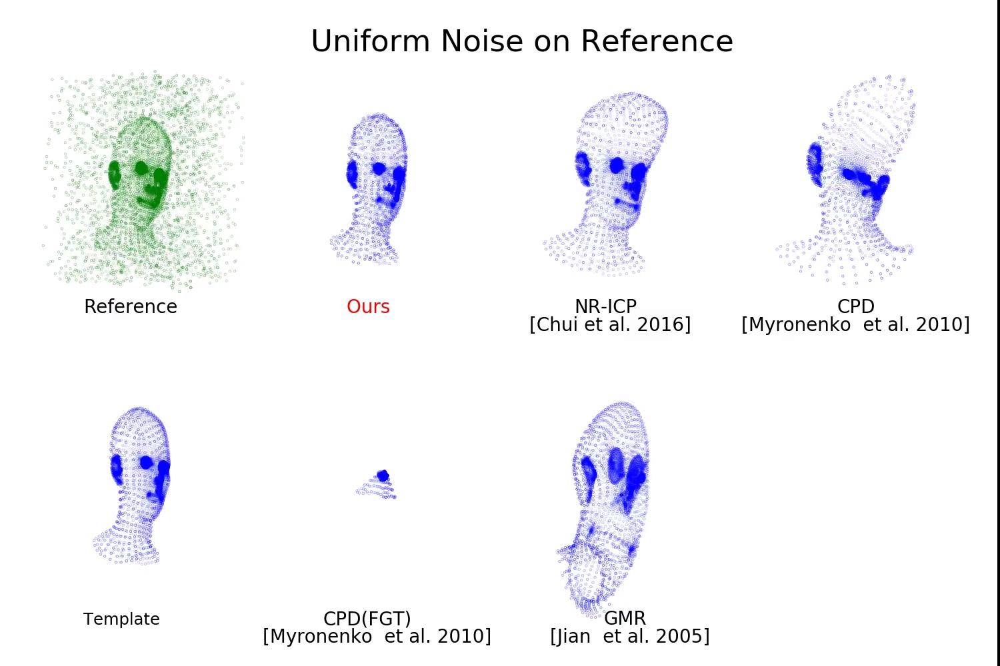 Uniform Noise on Reference
Reference
Ours
NR-ICP
[Chui et al. 2016]
CPD
[Myronenko  et al. 2010]
Template
CPD(FGT)
[Myronenko  et al. 2010]
GMR
[Jian  et al. 2005]